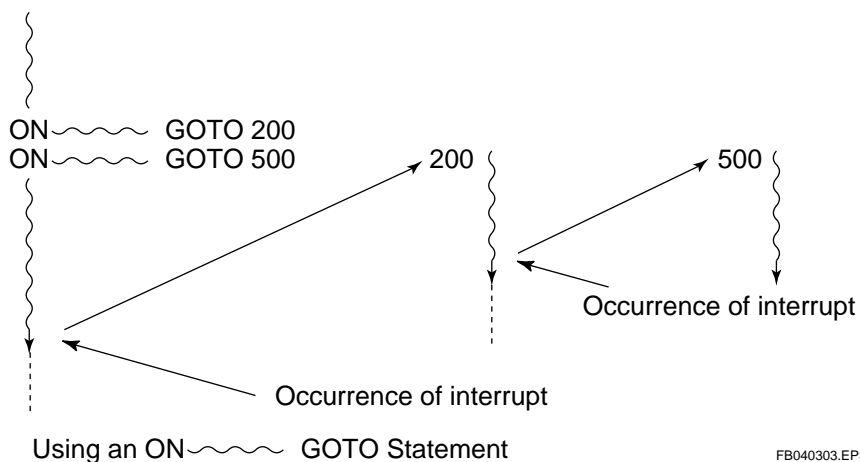 ON GOTO 200
ON GOTO 500
200
500
Occurrence of interrupt
Occurrence of interrupt
Using an ON GOTO Statement
FB040303.EP